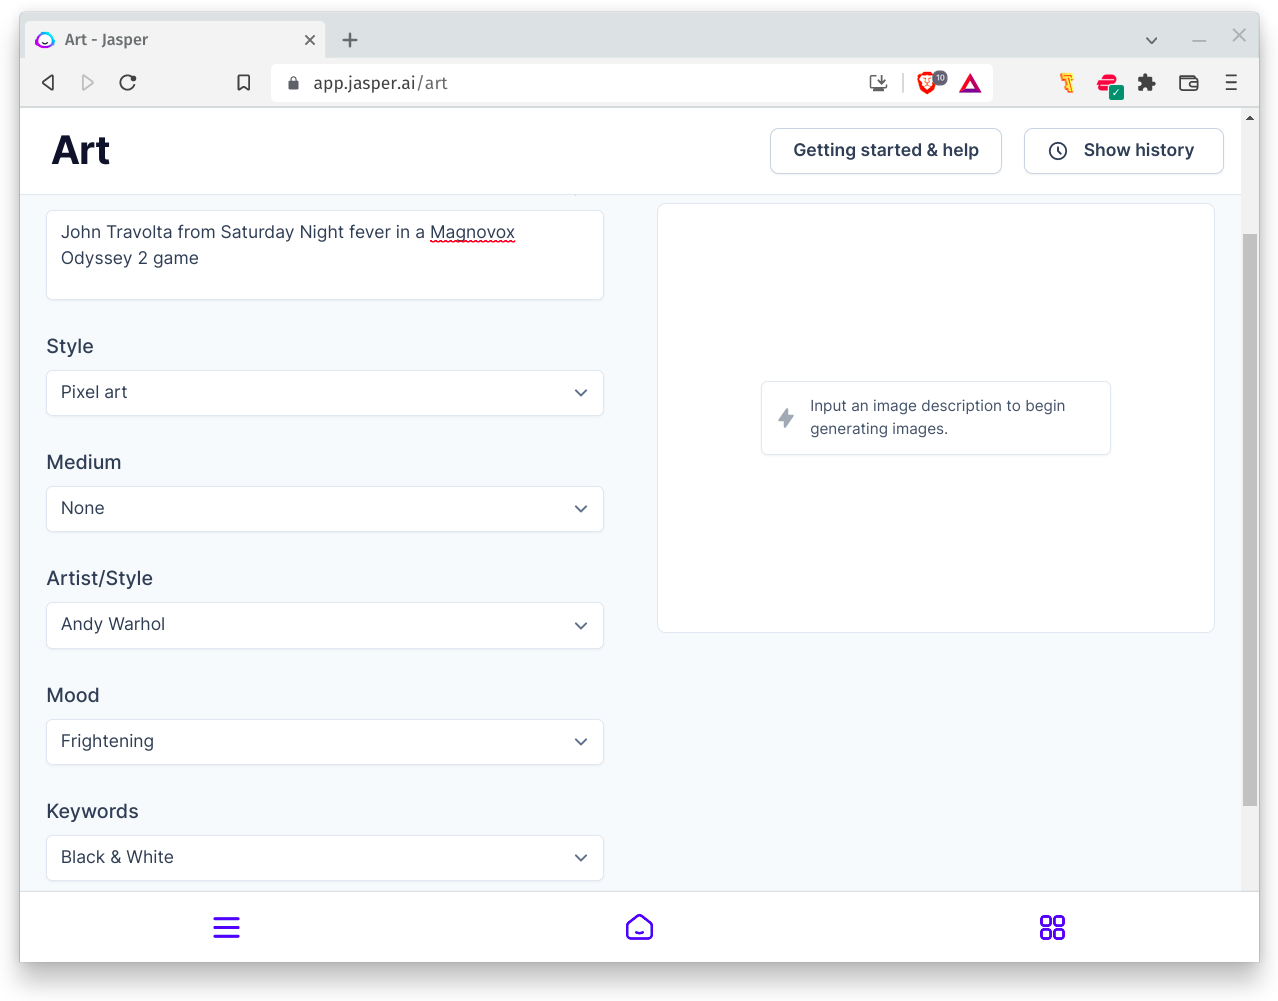 Art - Jasper
app.jasper.ai/art
10
Art
Getting started & help
Show history
John Travolta from Saturday Night fever in a Magnovox
Odyssey 2 game
Style
Pixel art
Medium
None
Artist/Style
Andy Warhol
Mood
Frightening
Keywords
Black & White
Input an image description to begin
generating images.